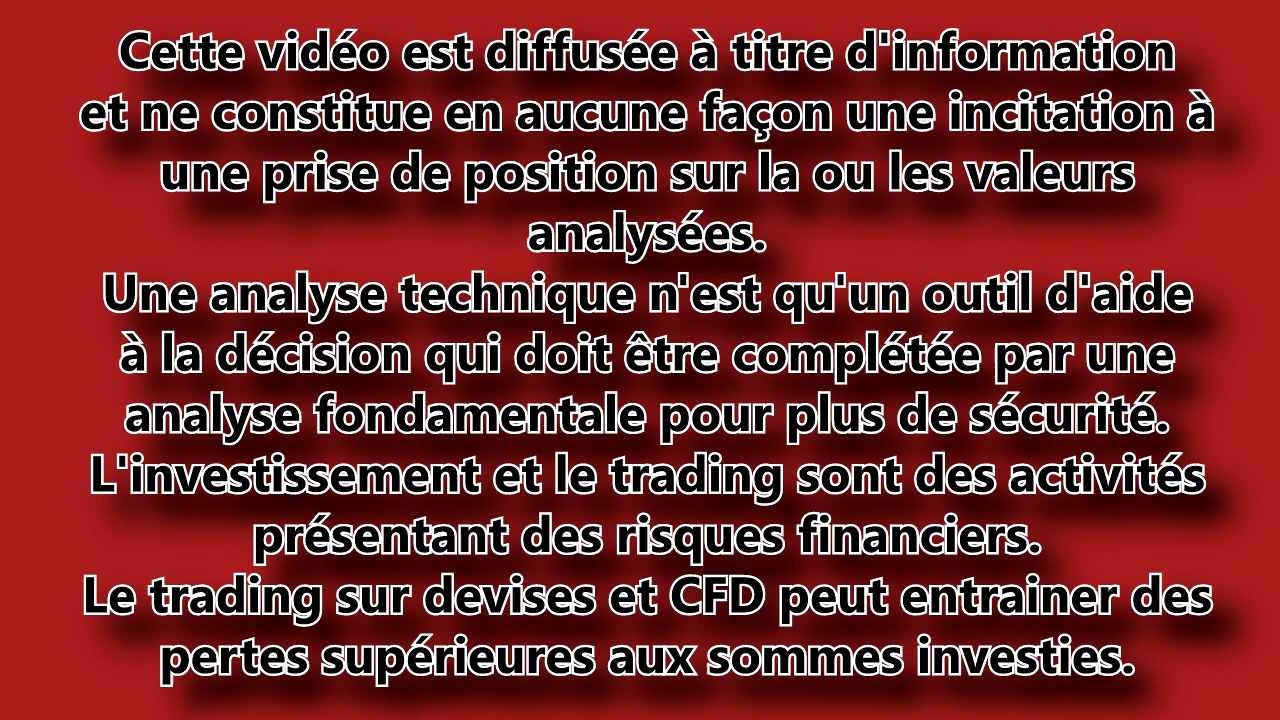 Cette vidéo est diffusée à titre d'information
et ne constitue en aucune façon une incitation à
une prise de position sur la ou les valeurs
analysées.
Une analyse technique n'est qu'un outil d'aide
à la décision qui doit être complétée par une
analyse fondamentale pour plus de sécurité.
L'investissement et le trading sont des activités
présentant des risques financiers.
Le trading sur devises et CFD peut entrainer des
pertes supérieures aux sommes investies.